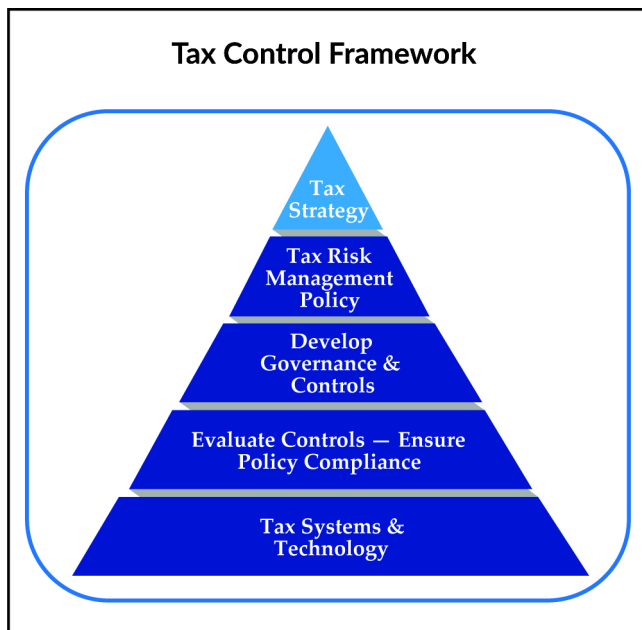 Tax Control Framework
Tax
Strategy
Tax Risk
Management
Policy
Develop
Governance &
Controls
Evaluate Controls — Ensure
Policy Compliance
Tax Systems &
Technology